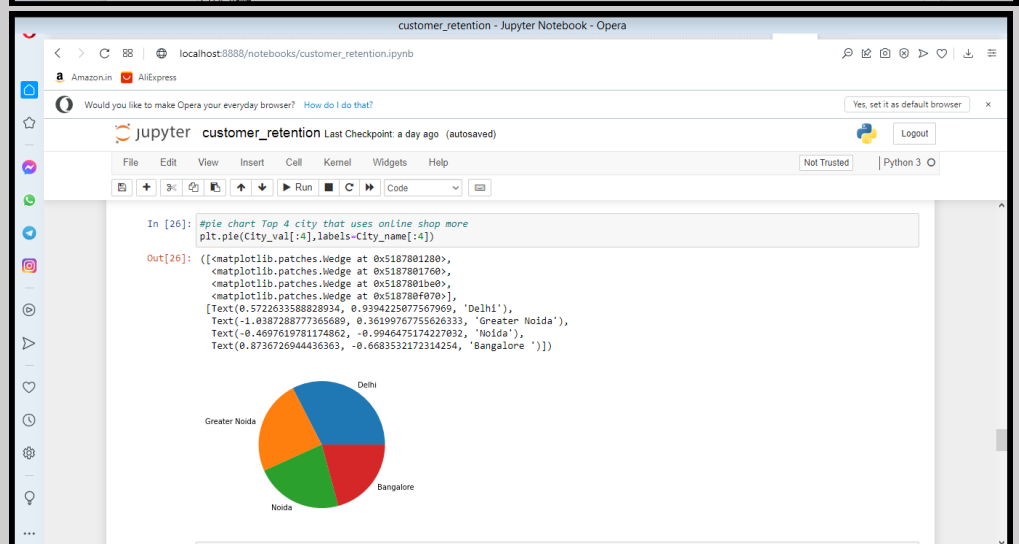 customer_retention - Jupyter Notebook - Opera
localhost:8888/notebooks/customer_retention.ipynb
a Amazon.in AliExpress
Would you like to make Opera your everyday browser? How do I do that? Yes, set it as default browser
jupyter customer_retention Last Checkpoint: a day ago (autosaved) Logout
File Edit View Insert Cell Kernel Widgets Help Not Trusted Python 3
Run Code
In [26]: #pie chart Top 4 city that uses online shop more
plt.pie(City_val[:4],labels=City_name[:4])
Out[26]: ([<matplotlib.patches.Wedge at 0x5187801280>,
<matplotlib.patches.Wedge at 0x5187801760>,
<matplotlib.patches.Wedge at 0x5187801be0>,
<matplotlib.patches.Wedge at 0x518780f070>],
[Text(0.5722633588828934, 0.9394225077567969, 'Delhi'),
Text(-1.0387288777365689, 0.36199767755626333, 'Greater Noida'),
Text(-0.4697619781174862, -0.9946475174227032, 'Noida'),
Text(0.8736726944436363, -0.6683532172314254, 'Bangalore ')])
Delhi
Greater Noida
Bangalore
Noida